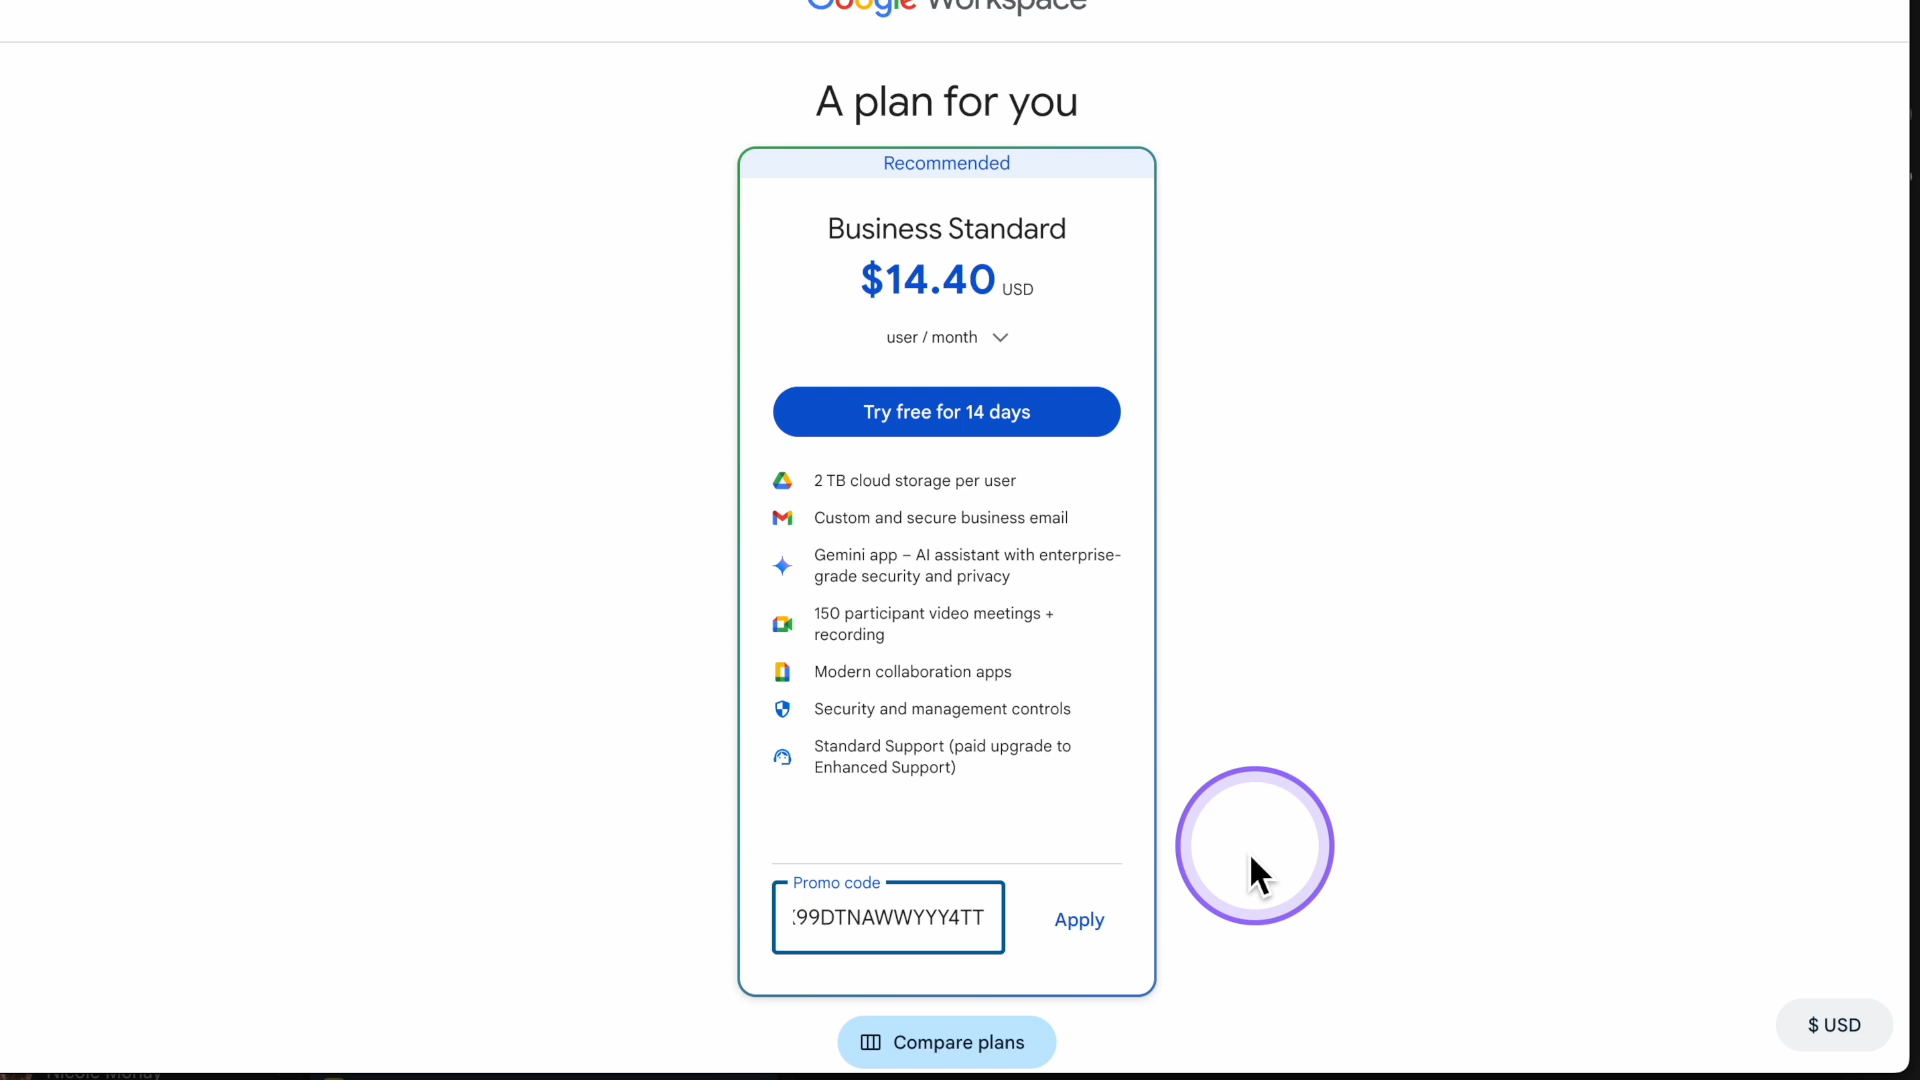 Google Workspace
A plan for you
Recommended
Business Standard
$14.40 USD
user / month
Try free for 14 days
2 TB cloud storage per user
Custom and secure business email
Gemini app – AI assistant with enterprise-
grade security and privacy
150 participant video meetings +
recording
Modern collaboration apps
Security and management controls
Standard Support (paid upgrade to
Enhanced Support)
Promo code
99DTNAWWYYY4TT
Apply
Compare plans
$ USD